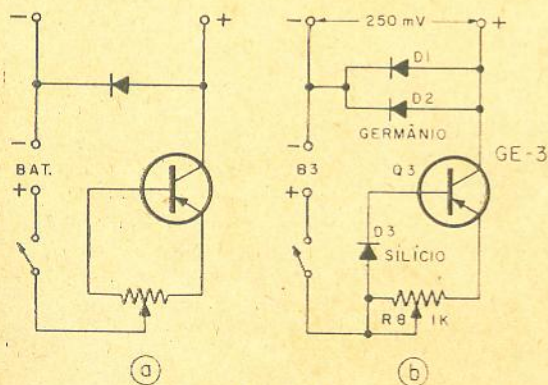 −
+
−
BAT.
+
a
−
250 mV
+
D1
D2
GERMÂNIO
−
B3
+
Q3
GE-3
D3
SILÍCIO
R8 1K
b